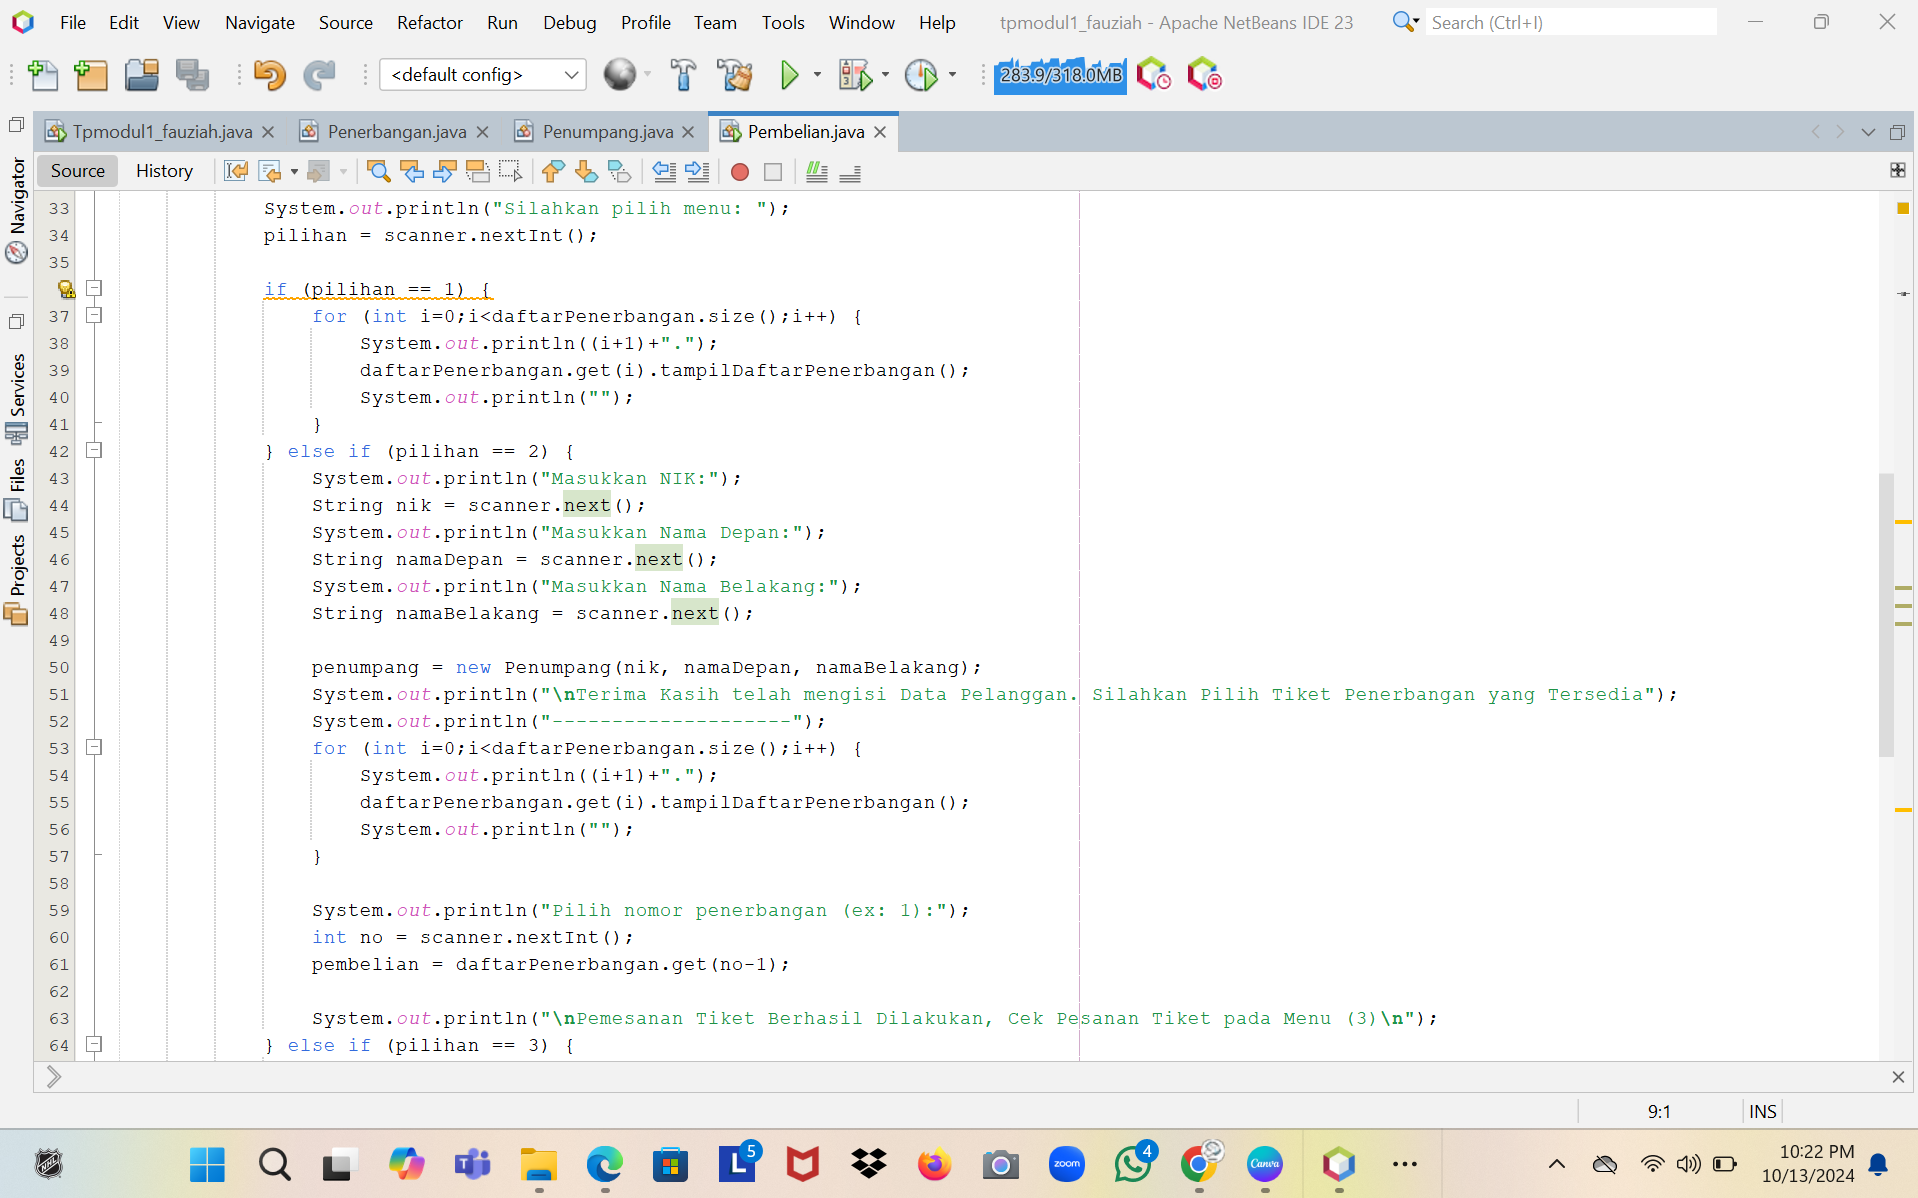 File Edit View Navigate Source Refactor Run Debug Profile Team Tools Window Help tpmodul1_fauziah - Apache NetBeans IDE 23 Search (Ctrl+I)
<default config> 283.9/318.0MB
Tpmodul1_fauziah.java Penerbangan.java Penumpang.java Pembelian.java
Source History
Navigator
Services
Files
Projects
33 System.out.println("Silahkan pilih menu: ");
34 pilihan = scanner.nextInt();
35
if (pilihan == 1) {
37 for (int i=0;i<daftarPenerbangan.size();i++) {
38 System.out.println((i+1)+".");
39 daftarPenerbangan.get(i).tampilDaftarPenerbangan();
40 System.out.println("");
41 }
42 } else if (pilihan == 2) {
43 System.out.println("Masukkan NIK:");
44 String nik = scanner.next();
45 System.out.println("Masukkan Nama Depan:");
46 String namaDepan = scanner.next();
47 System.out.println("Masukkan Nama Belakang:");
48 String namaBelakang = scanner.next();
49
50 penumpang = new Penumpang(nik, namaDepan, namaBelakang);
51 System.out.println("\nTerima Kasih telah mengisi Data Pelanggan. Silahkan Pilih Tiket Penerbangan yang Tersedia");
52 System.out.println("--------------------");
53 for (int i=0;i<daftarPenerbangan.size();i++) {
54 System.out.println((i+1)+".");
55 daftarPenerbangan.get(i).tampilDaftarPenerbangan();
56 System.out.println("");
57 }
58
59 System.out.println("Pilih nomor penerbangan (ex: 1):");
60 int no = scanner.nextInt();
61 pembelian = daftarPenerbangan.get(no-1);
62
63 System.out.println("\nPemesanan Tiket Berhasil Dilakukan, Cek Pesanan Tiket pada Menu (3)\n");
64 } else if (pilihan == 3) {
9:1 INS
NHL L 5 zoom 4 Canva 10:22 PM
10/13/2024